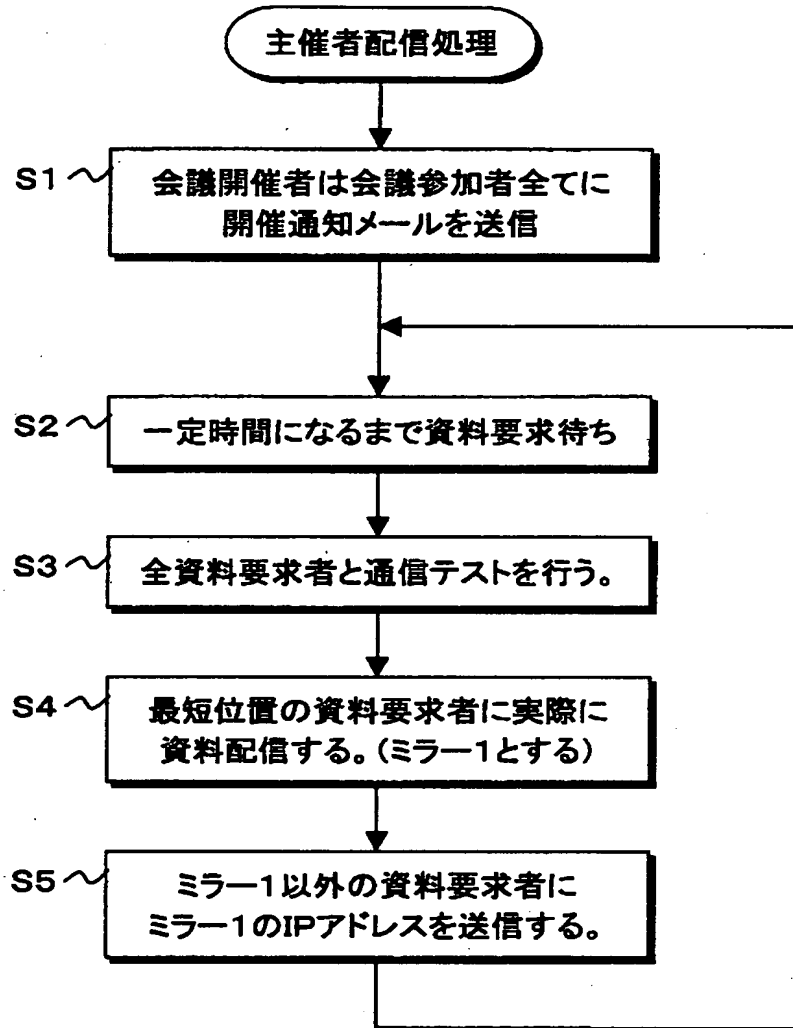 主催者配信処理
S1
会議開催者は会議参加者全てに
開催通知メールを送信
S2
一定時間になるまで資料要求待ち
S3
全資料要求者と通信テストを行う。
S4
最短位置の資料要求者に実際に
資料配信する。(ミラー1とする)
S5
ミラー1以外の資料要求者に
ミラー1のIPアドレスを送信する。